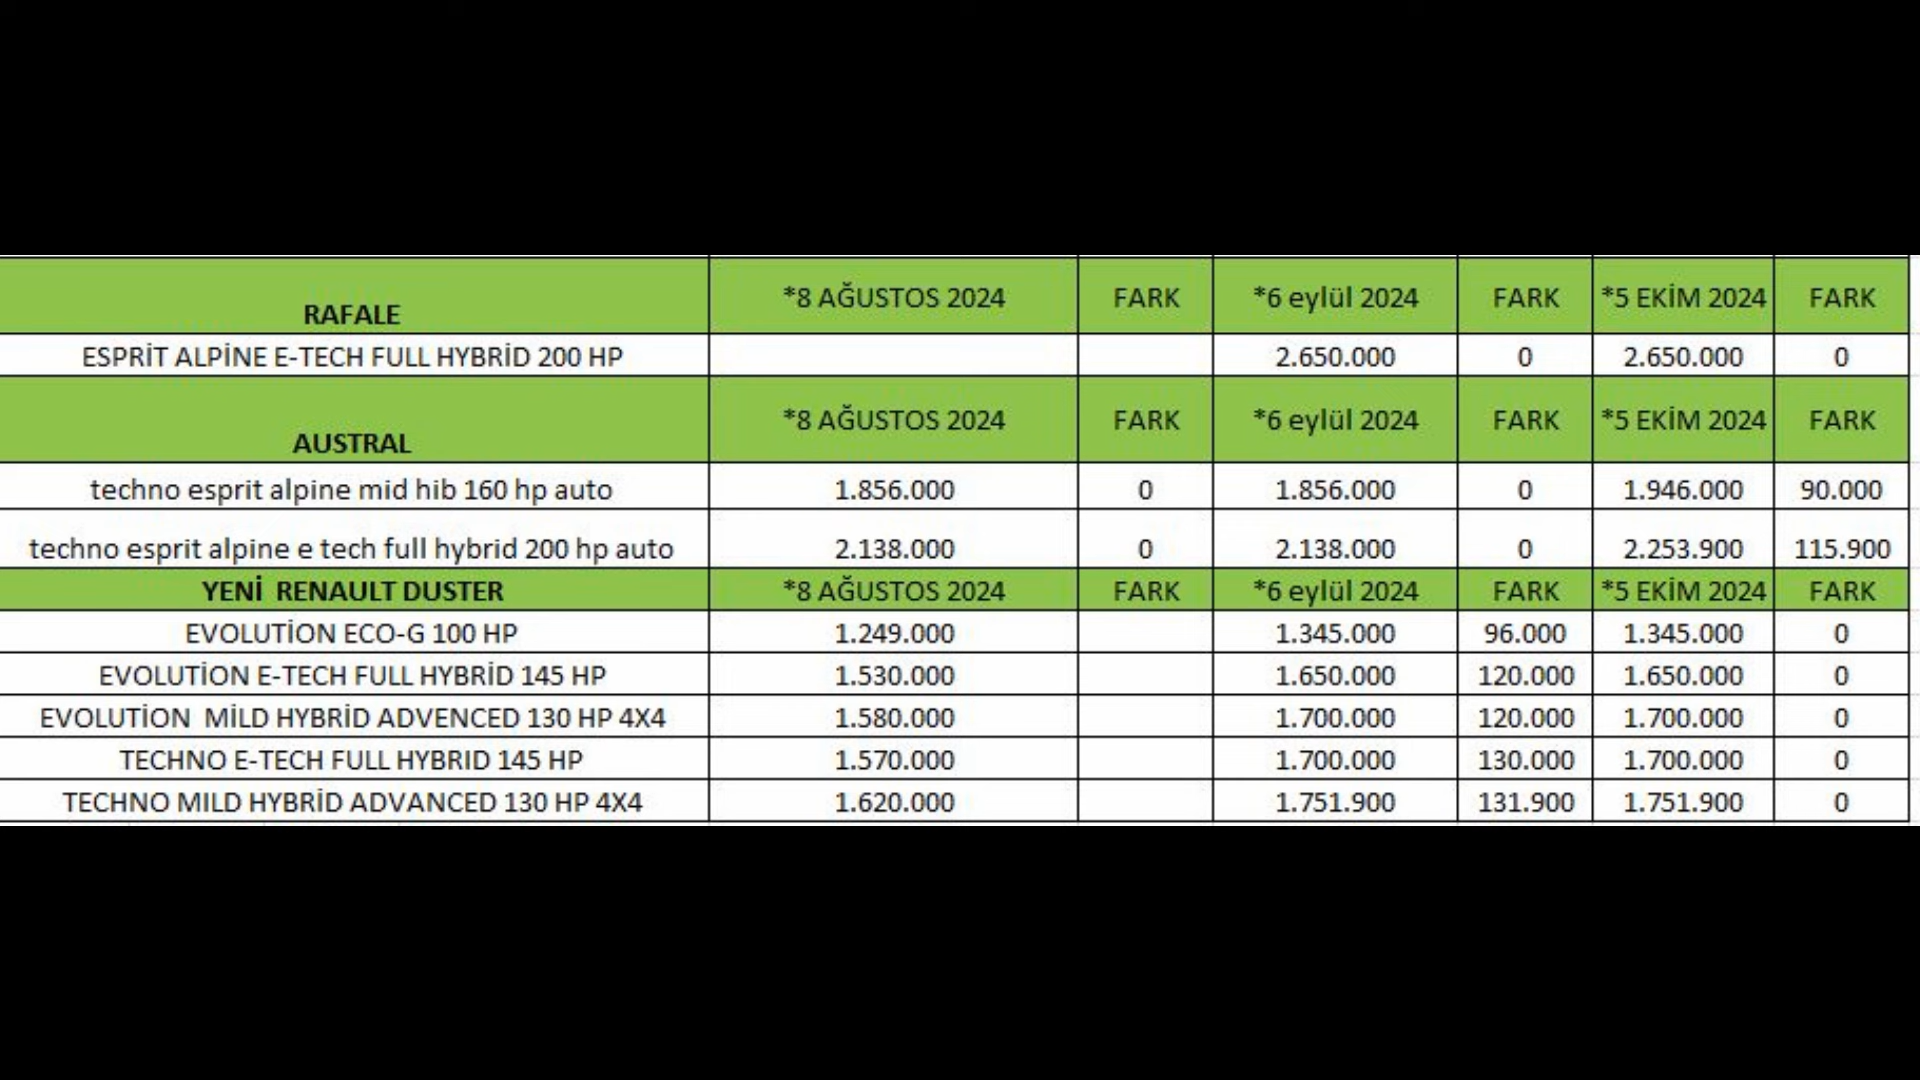 RAFALE *8 AĞUSTOS 2024 FARK *6 eylül 2024 FARK *5 EKİM 2024 FARK
ESPRİT ALPİNE E-TECH FULL HYBRİD 200 HP 2.650.000 0 2.650.000 0
AUSTRAL *8 AĞUSTOS 2024 FARK *6 eylül 2024 FARK *5 EKİM 2024 FARK
techno esprit alpine mid hib 160 hp auto 1.856.000 0 1.856.000 0 1.946.000 90.000
techno esprit alpine e tech full hybrid 200 hp auto 2.138.000 0 2.138.000 0 2.253.900 115.900
YENİ RENAULT DUSTER *8 AĞUSTOS 2024 FARK *6 eylül 2024 FARK *5 EKİM 2024 FARK
EVOLUTİON ECO-G 100 HP 1.249.000 1.345.000 96.000 1.345.000 0
EVOLUTİON E-TECH FULL HYBRİD 145 HP 1.530.000 1.650.000 120.000 1.650.000 0
EVOLUTİON MİLD HYBRİD ADVENCED 130 HP 4X4 1.580.000 1.700.000 120.000 1.700.000 0
TECHNO E-TECH FULL HYBRID 145 HP 1.570.000 1.700.000 130.000 1.700.000 0
TECHNO MILD HYBRİD ADVANCED 130 HP 4X4 1.620.000 1.751.900 131.900 1.751.900 0